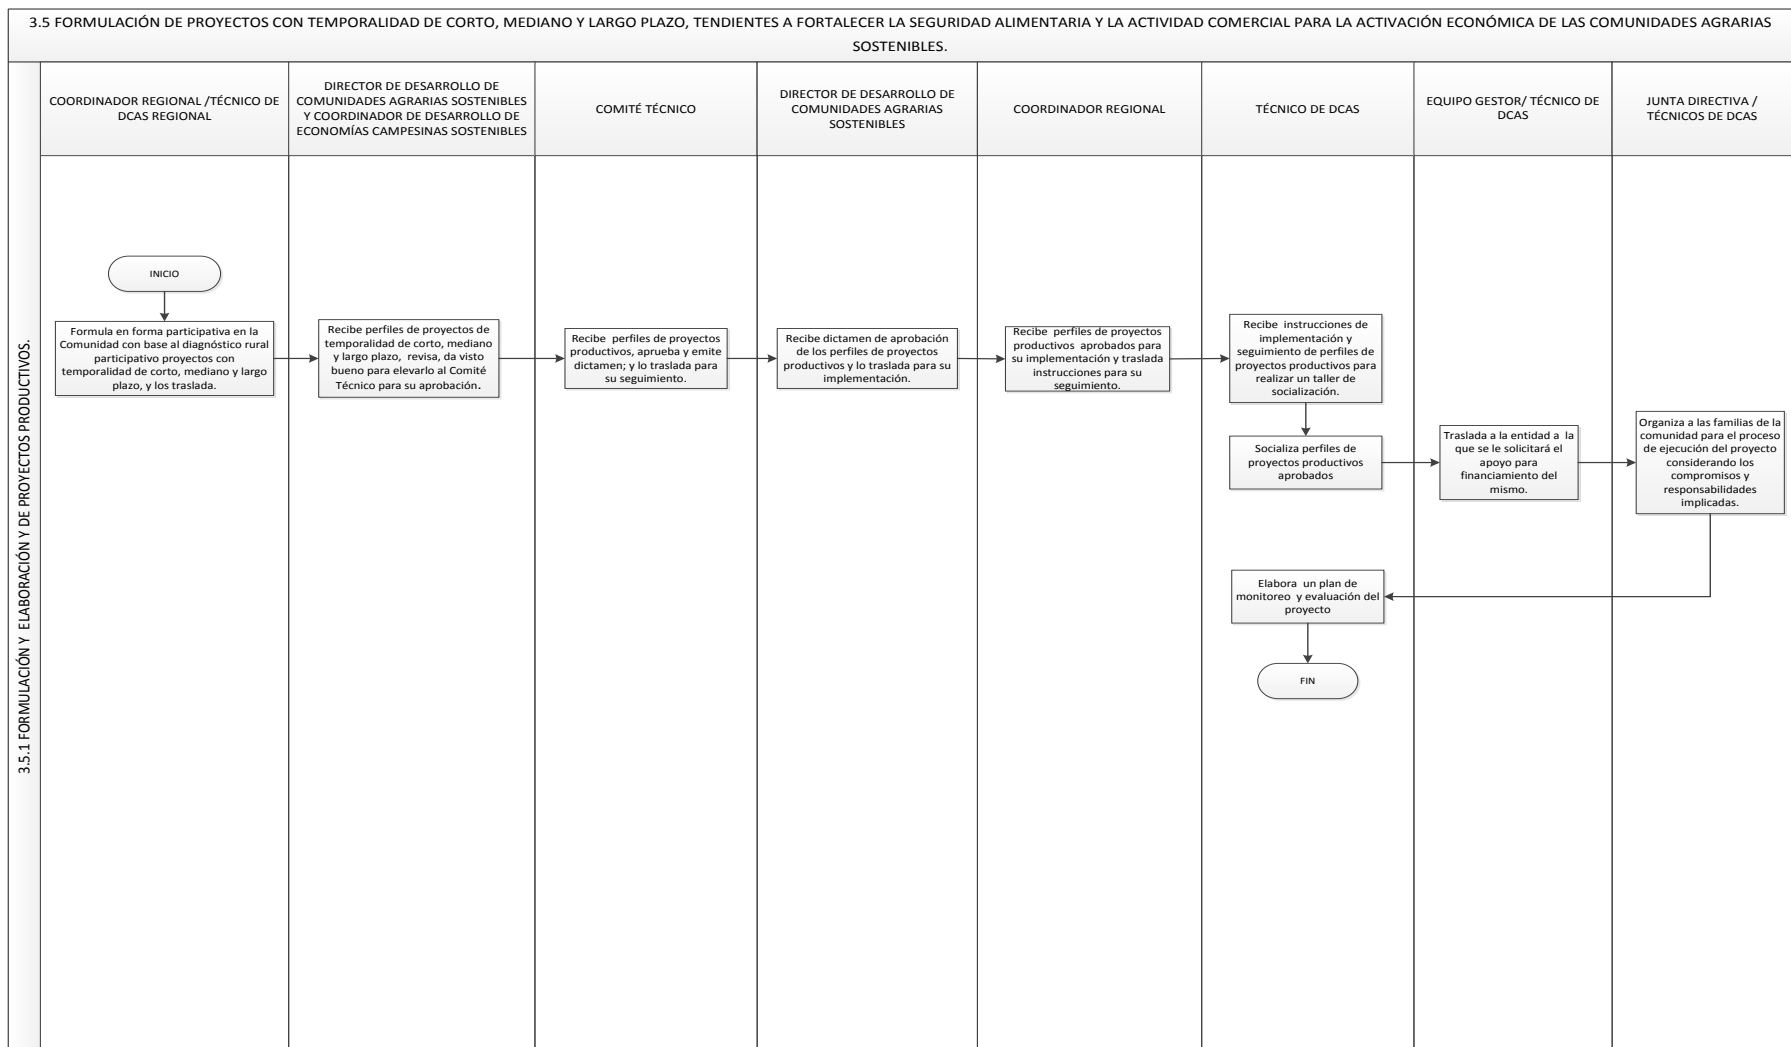 3.5 FORMULACIÓN DE PROYECTOS CON TEMPORALIDAD DE CORTO, MEDIANO Y LARGO PLAZO, TENDIENTES A FORTALECER LA SEGURIDAD ALIMENTARIA Y LA ACTIVIDAD COMERCIAL PARA LA ACTIVACIÓN ECONÓMICA DE LAS COMUNIDADES AGRARIAS
SOSTENIBLES.
3.5.1 FORMULACIÓN Y ELABORACIÓN Y DE PROYECTOS PRODUCTIVOS.
COORDINADOR REGIONAL /TÉCNICO DE
DCAS REGIONAL
DIRECTOR DE DESARROLLO DE
COMUNIDADES AGRARIAS SOSTENIBLES
Y COORDINADOR DE DESARROLLO DE
ECONOMÍAS CAMPESINAS SOSTENIBLES
COMITÉ TÉCNICO
DIRECTOR DE DESARROLLO DE
COMUNIDADES AGRARIAS
SOSTENIBLES
COORDINADOR REGIONAL
TÉCNICO DE DCAS
EQUIPO GESTOR/ TÉCNICO DE
DCAS
JUNTA DIRECTIVA /
TÉCNICOS DE DCAS
INICIO
Formula en forma participativa en la
Comunidad con base al diagnóstico rural
participativo proyectos con
temporalidad de corto, mediano y largo
plazo, y los traslada.
Recibe perfiles de proyectos de
temporalidad de corto, mediano
y largo plazo, revisa, da visto
bueno para elevarlo al Comité
Técnico para su aprobación.
Recibe perfiles de proyectos
productivos, aprueba y emite
dictamen; y lo traslada para
su seguimiento.
Recibe dictamen de aprobación
de los perfiles de proyectos
productivos y lo traslada para su
implementación.
Recibe perfiles de proyectos
productivos aprobados para
su implementación y traslada
instrucciones para su
seguimiento.
Recibe instrucciones de
implementación y
seguimiento de perfiles de
proyectos productivos para
realizar un taller de
socialización.
Socializa perfiles de
proyectos productivos
aprobados
Traslada a la entidad a la
que se le solicitará el
apoyo para
financiamiento del
mismo.
Organiza a las familias de la
comunidad para el proceso
de ejecución del proyecto
considerando los
compromisos y
responsabilidades
implicadas.
Elabora un plan de
monitoreo y evaluación del
proyecto
FIN